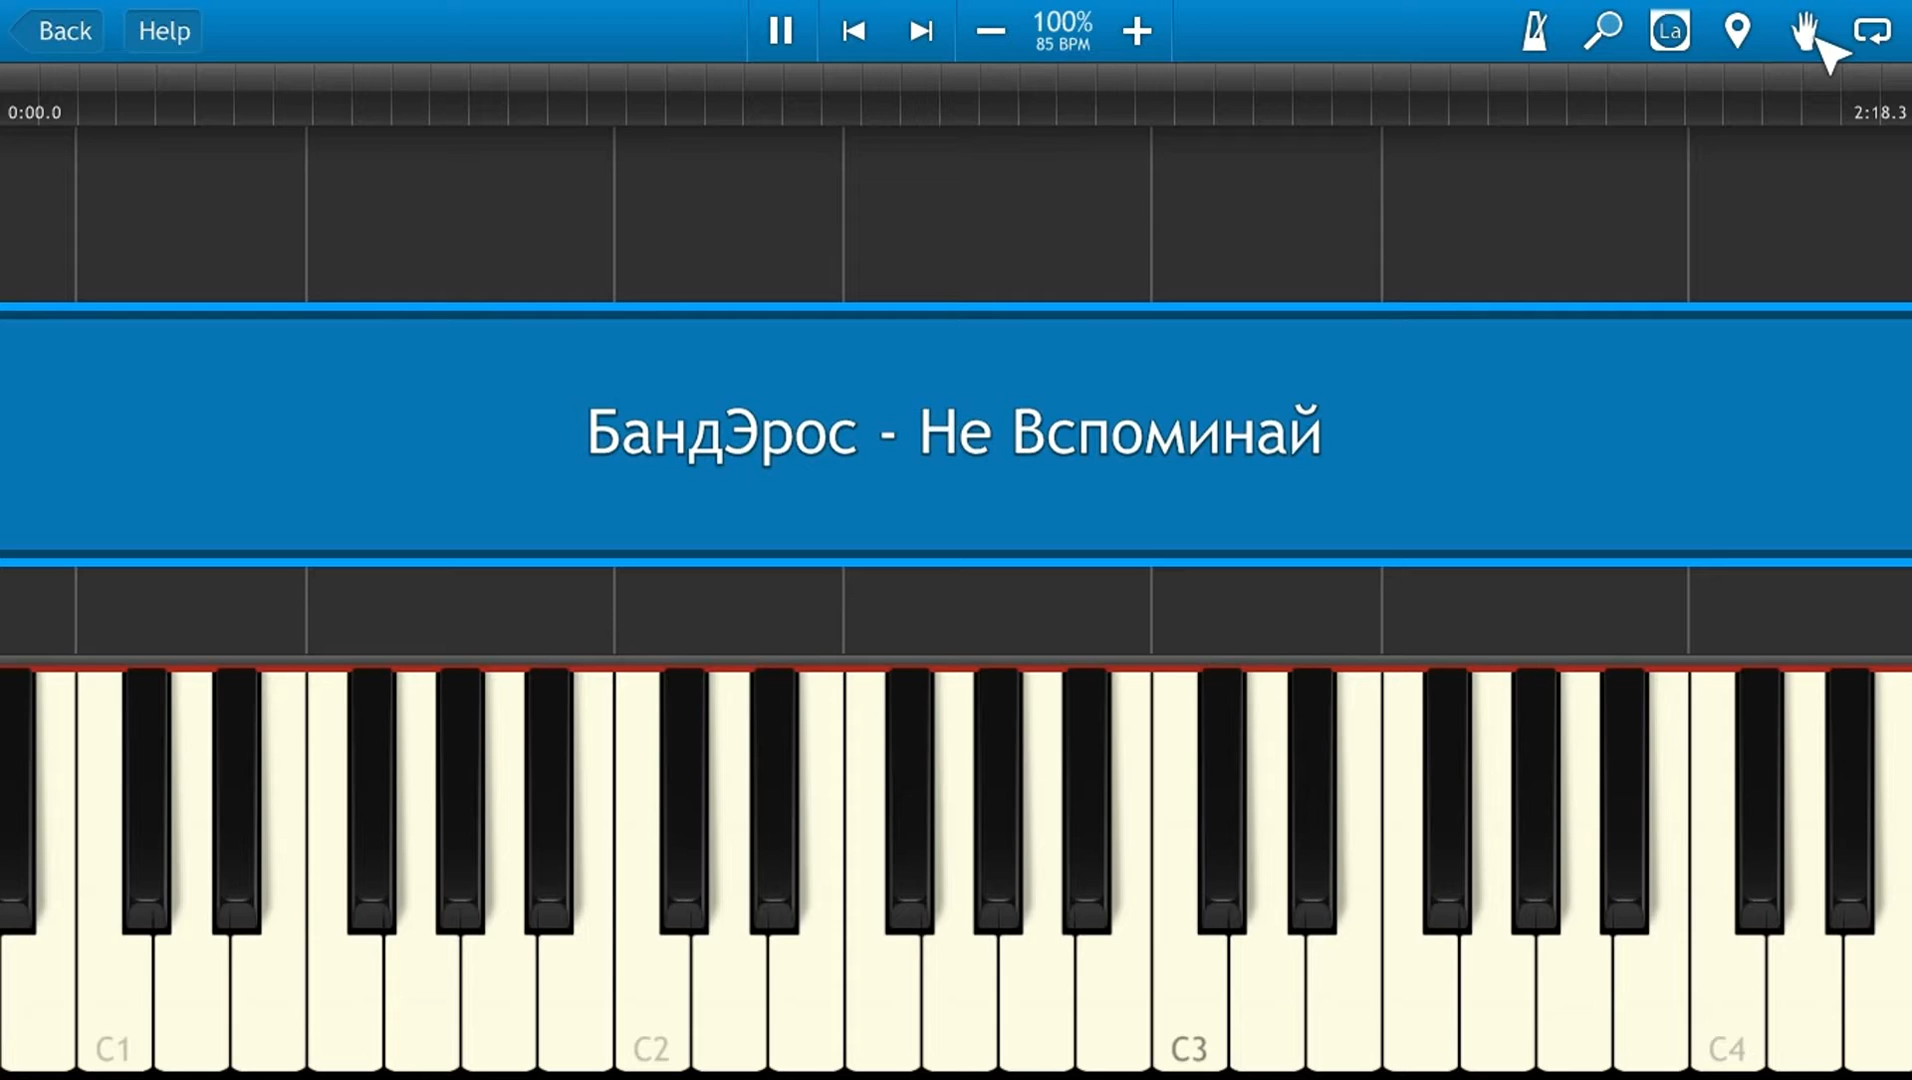 Back
Help
100%
85 BPM
La
0:00.0
2:18.3
БандЭрос - Не Вспоминай
C1
C2
C3
C4